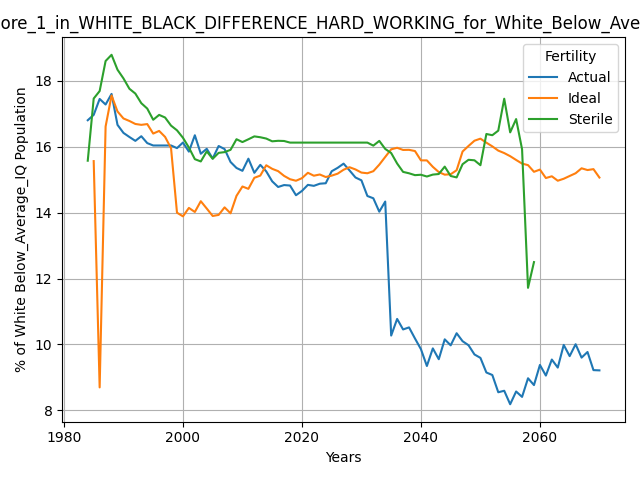 ore_1_in_WHITE_BLACK_DIFFERENCE_HARD_WORKING_for_White_Below_Ave
Fertility
Actual
Ideal
Sterile
% of White Below_Average_IQ Population
18
16
14
12
10
8
1980
2000
2020
2040
2060
Years